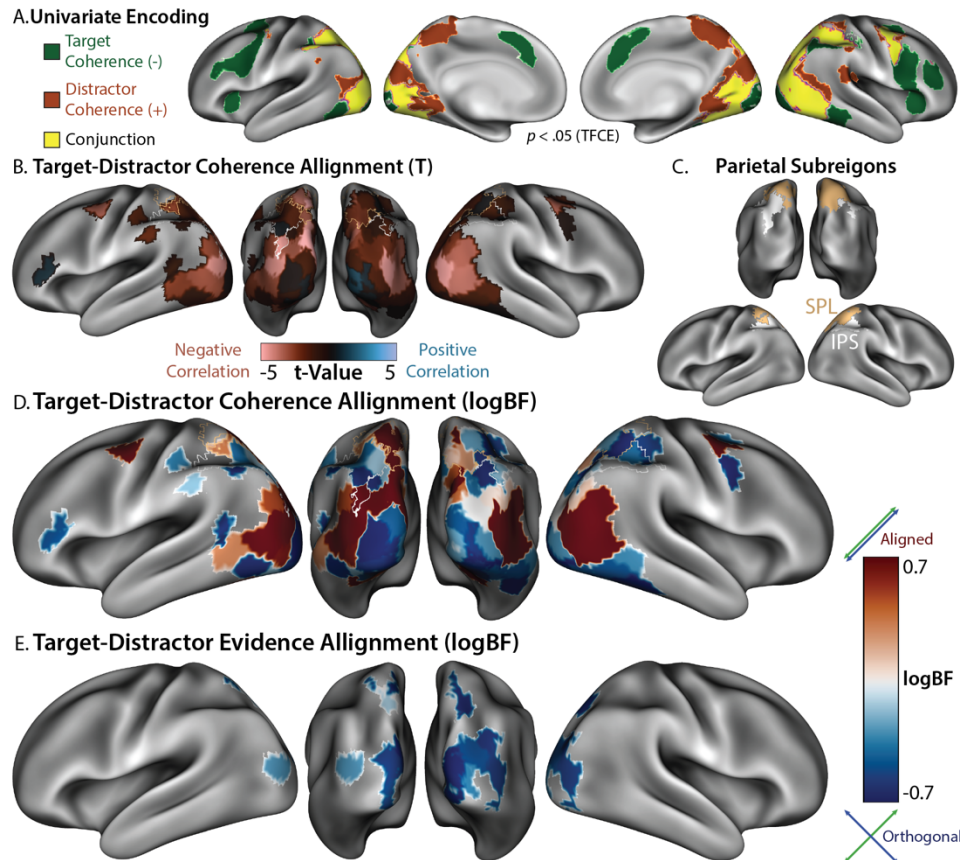 A. Univariate Encoding
Target
Coherence (-)
Distractor
Coherence (+)
Conjunction
p < .05 (TFCE)
B. Target-Distractor Coherence Allignment (T)
Negative
Correlation
-5 t-Value 5
Positive
Correlation
C. Parietal Subreigons
SPL
IPS
D. Target-Distractor Coherence Allignment (logBF)
E. Target-Distractor Evidence Allignment (logBF)
Aligned
0.7
logBF
-0.7
Orthogonal